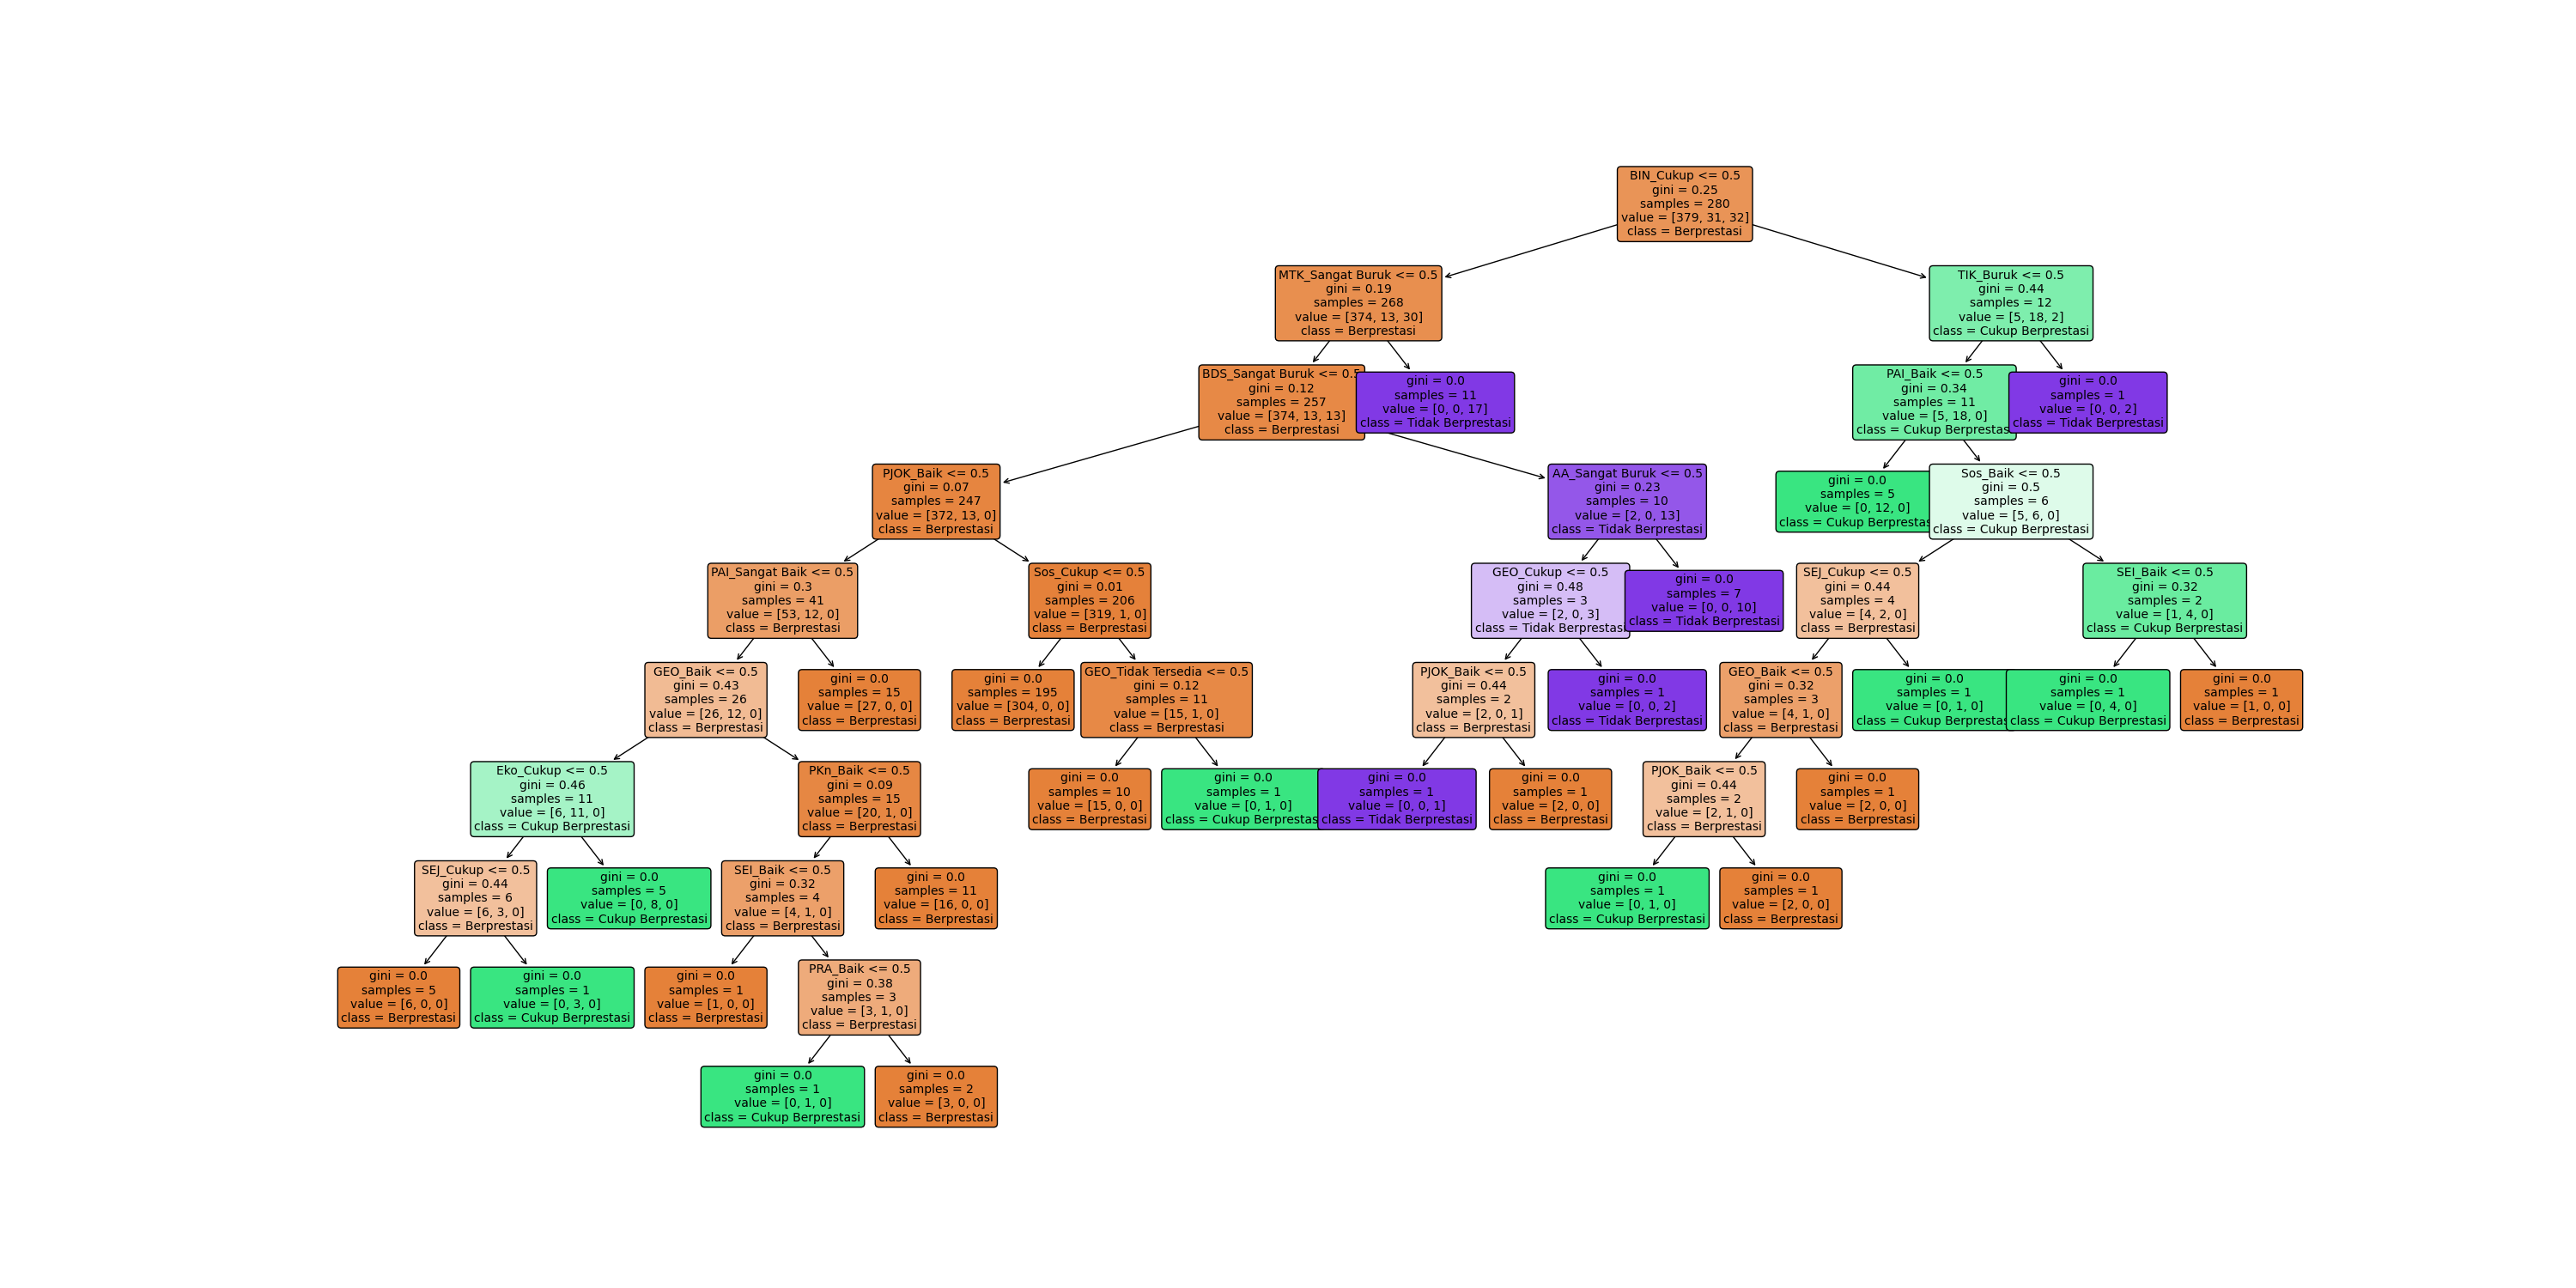 BIN_Cukup <= 0.5
gini = 0.25
samples = 280
value = [379, 31, 32]
class = Berprestasi
MTK_Sangat Buruk <= 0.5
gini = 0.19
samples = 268
value = [374, 13, 30]
class = Berprestasi
TIK_Buruk <= 0.5
gini = 0.44
samples = 12
value = [5, 18, 2]
class = Cukup Berprestasi
BDS_Sangat Buruk <= 0.5
gini = 0.12
samples = 257
value = [374, 13, 13]
class = Berprestasi
gini = 0.0
samples = 11
value = [0, 0, 17]
class = Tidak Berprestasi
PAI_Baik <= 0.5
gini = 0.34
samples = 11
value = [5, 18, 0]
class = Cukup Berprestas
gini = 0.0
samples = 1
value = [0, 0, 2]
class = Tidak Berprestasi
PJOK_Baik <= 0.5
gini = 0.07
samples = 247
value = [372, 13, 0]
class = Berprestasi
AA_Sangat Buruk <= 0.5
gini = 0.23
samples = 10
value = [2, 0, 13]
class = Tidak Berprestasi
gini = 0.0
samples = 5
value = [0, 12, 0]
class = Cukup Berprestas
Sos_Baik <= 0.5
gini = 0.5
samples = 6
value = [5, 6, 0]
class = Cukup Berprestasi
PAI_Sangat Baik <= 0.5
gini = 0.3
samples = 41
value = [53, 12, 0]
class = Berprestasi
Sos_Cukup <= 0.5
gini = 0.01
samples = 206
value = [319, 1, 0]
class = Berprestasi
GEO_Cukup <= 0.5
gini = 0.48
samples = 3
value = [2, 0, 3]
class = Tidak Berprestasi
gini = 0.0
samples = 7
value = [0, 0, 10]
class = Tidak Berprestasi
SEJ_Cukup <= 0.5
gini = 0.44
samples = 4
value = [4, 2, 0]
class = Berprestasi
SEI_Baik <= 0.5
gini = 0.32
samples = 2
value = [1, 4, 0]
class = Cukup Berprestasi
GEO_Baik <= 0.5
gini = 0.43
samples = 26
value = [26, 12, 0]
class = Berprestasi
gini = 0.0
samples = 15
value = [27, 0, 0]
class = Berprestasi
gini = 0.0
samples = 195
value = [304, 0, 0]
class = Berprestasi
GEO_Tidak Tersedia <= 0.5
gini = 0.12
samples = 11
value = [15, 1, 0]
class = Berprestasi
PJOK_Baik <= 0.5
gini = 0.44
samples = 2
value = [2, 0, 1]
class = Berprestasi
gini = 0.0
samples = 1
value = [0, 0, 2]
class = Tidak Berprestasi
GEO_Baik <= 0.5
gini = 0.32
samples = 3
value = [4, 1, 0]
class = Berprestasi
gini = 0.0
samples = 1
value = [0, 1, 0]
class = Cukup Berprestas
gini = 0.0
samples = 1
value = [0, 4, 0]
class = Cukup Berprestasi
gini = 0.0
samples = 1
value = [1, 0, 0]
class = Berprestasi
Eko_Cukup <= 0.5
gini = 0.46
samples = 11
value = [6, 11, 0]
class = Cukup Berprestasi
PKn_Baik <= 0.5
gini = 0.09
samples = 15
value = [20, 1, 0]
class = Berprestasi
gini = 0.0
samples = 10
value = [15, 0, 0]
class = Berprestasi
gini = 0.0
samples = 1
value = [0, 1, 0]
class = Cukup Berprestas
gini = 0.0
samples = 1
value = [0, 0, 1]
class = Tidak Berprestasi
gini = 0.0
samples = 1
value = [2, 0, 0]
class = Berprestasi
PJOK_Baik <= 0.5
gini = 0.44
samples = 2
value = [2, 1, 0]
class = Berprestasi
gini = 0.0
samples = 1
value = [2, 0, 0]
class = Berprestasi
SEJ_Cukup <= 0.5
gini = 0.44
samples = 6
value = [6, 3, 0]
class = Berprestasi
gini = 0.0
samples = 5
value = [0, 8, 0]
class = Cukup Berprestasi
SEI_Baik <= 0.5
gini = 0.32
samples = 4
value = [4, 1, 0]
class = Berprestasi
gini = 0.0
samples = 11
value = [16, 0, 0]
class = Berprestasi
gini = 0.0
samples = 1
value = [0, 1, 0]
class = Cukup Berprestasi
gini = 0.0
samples = 1
value = [2, 0, 0]
class = Berprestasi
gini = 0.0
samples = 5
value = [6, 0, 0]
class = Berprestasi
gini = 0.0
samples = 1
value = [0, 3, 0]
class = Cukup Berprestasi
gini = 0.0
samples = 1
value = [1, 0, 0]
class = Berprestasi
PRA_Baik <= 0.5
gini = 0.38
samples = 3
value = [3, 1, 0]
class = Berprestasi
gini = 0.0
samples = 1
value = [0, 1, 0]
class = Cukup Berprestasi
gini = 0.0
samples = 2
value = [3, 0, 0]
class = Berprestasi